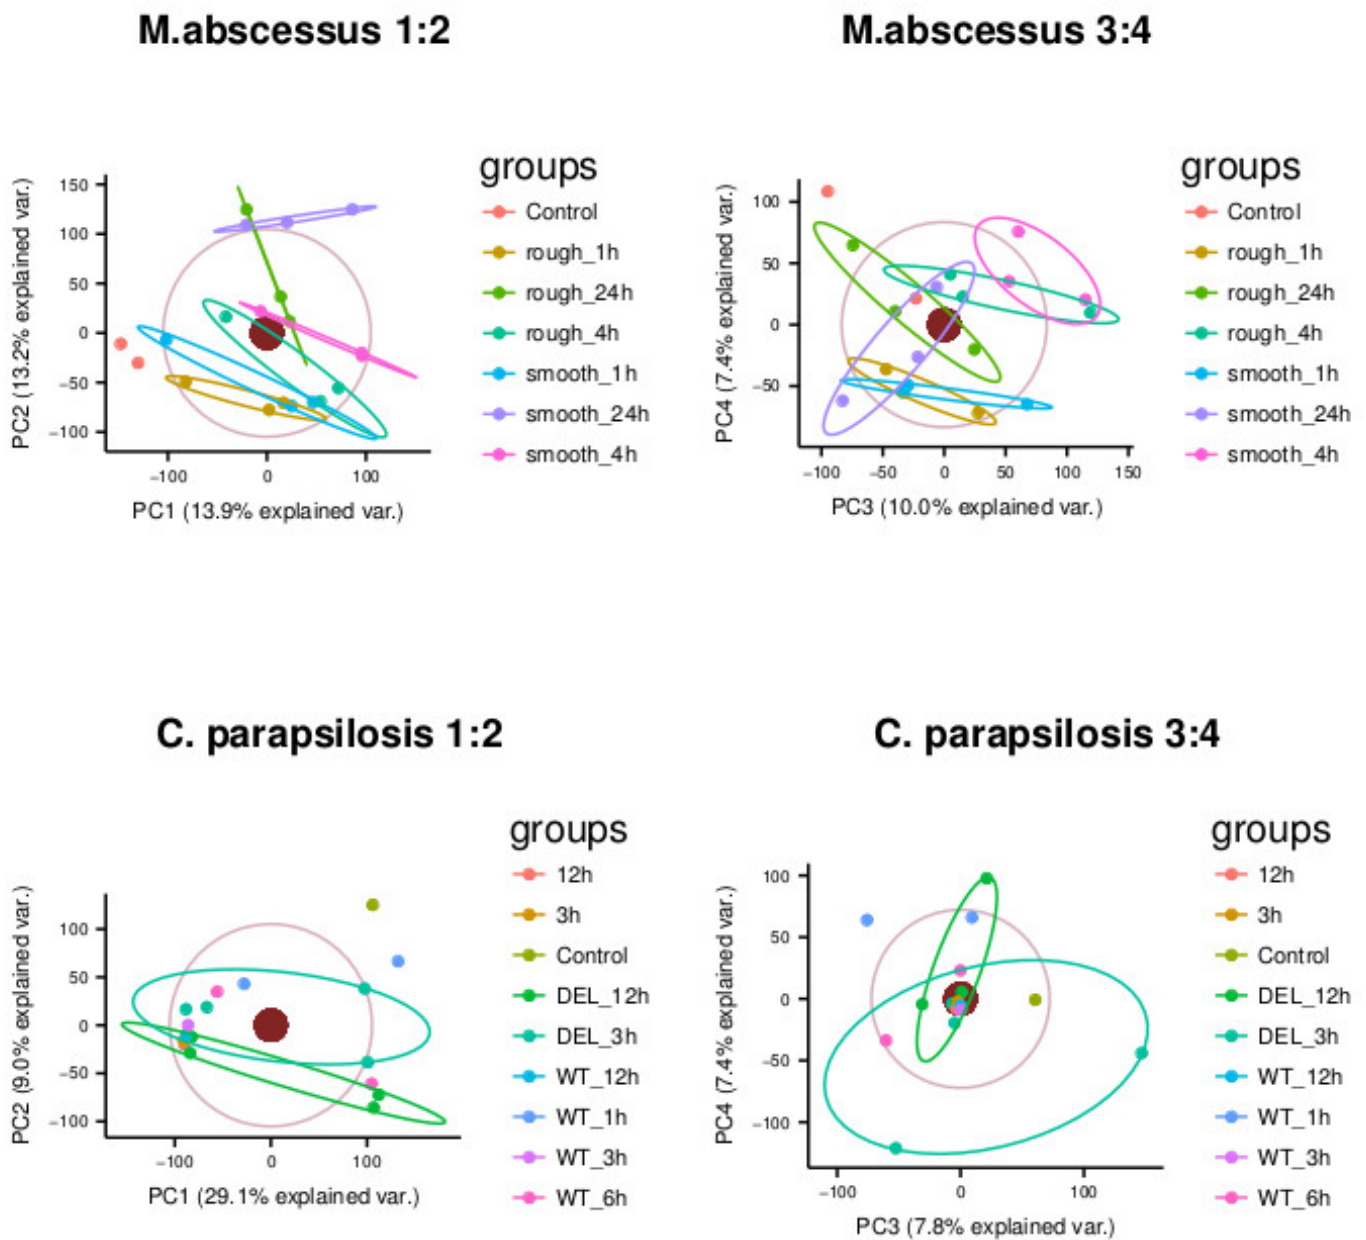 M.abscessus 1:2
PC2 (13.2% explained var.)
150
100
50
0
−50
−100
−100 0 100
PC1 (13.9% explained var.)
groups
Control
rough_1h
rough_24h
rough_4h
smooth_1h
smooth_24h
smooth_4h
M.abscessus 3:4
PC4 (7.4% explained var.)
100
50
0
−50
−100 −50 0 50 100 150
PC3 (10.0% explained var.)
groups
Control
rough_1h
rough_24h
rough_4h
smooth_1h
smooth_24h
smooth_4h
C. parapsilosis 1:2
PC2 (9.0% explained var.)
100
50
0
−50
−100
−100 0 100
PC1 (29.1% explained var.)
groups
12h
3h
Control
DEL_12h
DEL_3h
WT_12h
WT_1h
WT_3h
WT_6h
C. parapsilosis 3:4
PC4 (7.4% explained var.)
100
50
0
−50
−100
−100 0 100
PC3 (7.8% explained var.)
groups
12h
3h
Control
DEL_12h
DEL_3h
WT_12h
WT_1h
WT_3h
WT_6h